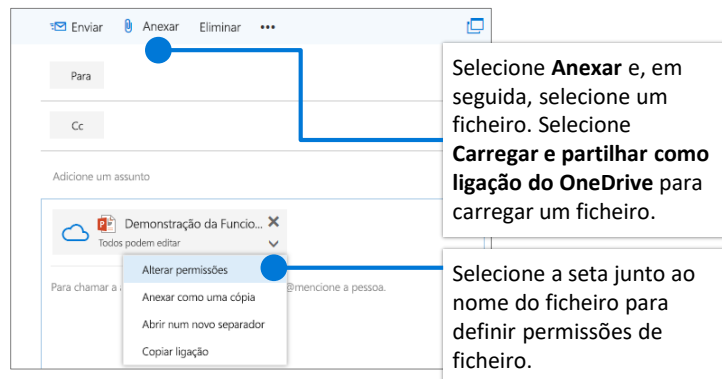 Enviar Anexar Eliminar •••
Para
Cc
Adicione um assunto
Demonstração da Funcio...
Todos podem editar
Alterar permissões
Para chamar a a @mencione a pessoa.
Anexar como uma cópia
Abrir num novo separador
Copiar ligação
Selecione Anexar e, em
seguida, selecione um
ficheiro. Selecione
Carregar e partilhar como
ligação do OneDrive para
carregar um ficheiro.
Selecione a seta junto ao
nome do ficheiro para
definir permissões de
ficheiro.